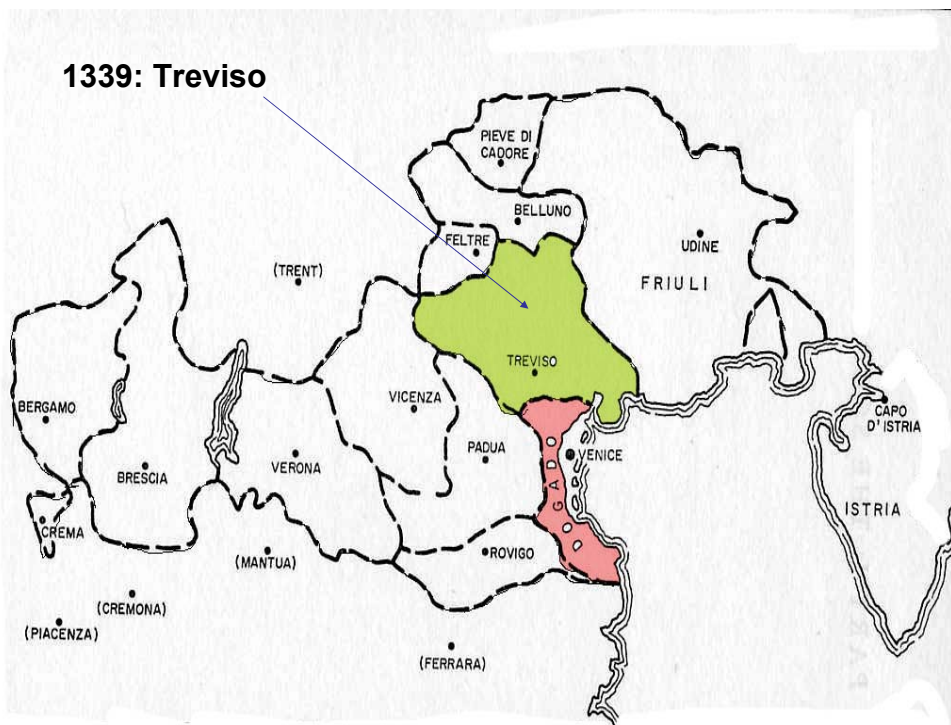 1339: Treviso
PIEVE DI
CADORE
BELLUNO
FELTRE
UDINE
(TRENT)
FRIULI
TREVISO
BERGAMO
VICENZA
CAPO
D'ISTRIA
PADUA
VENICE
VERONA
BRESCIA
DOGADO
ISTRIA
CREMA
ROVIGO
(MANTUA)
(CREMONA)
(PIACENZA)
(FERRARA)